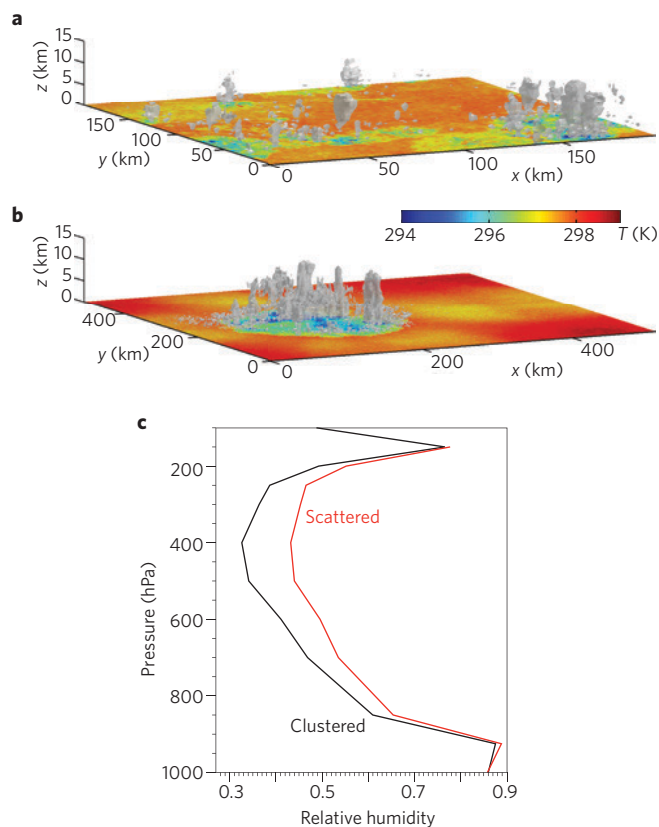 a
15
10
5
0
z (km)
150
100
50
0
y (km)
0
50
100
150
x (km)
b
294
296
298
T (K)
15
10
5
0
z (km)
400
200
0
y (km)
0
200
400
x (km)
c
200
400
600
800
1000
Pressure (hPa)
Scattered
Clustered
0.3
0.5
0.7
0.9
Relative humidity